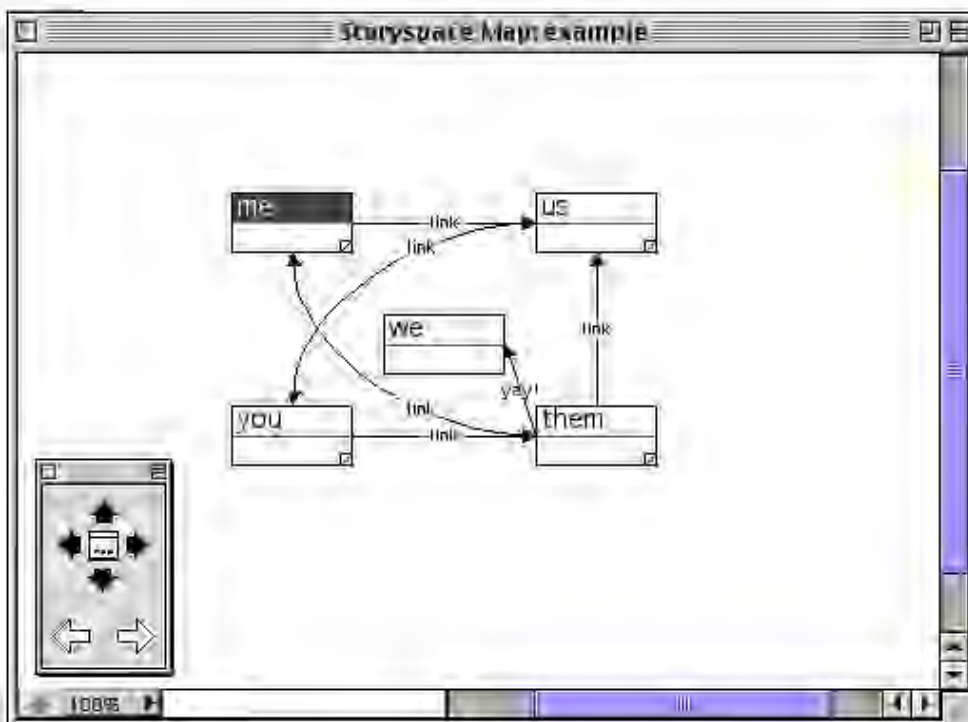 Storyspace Map: example
me
us
link
link
we
link
yay!
you
link
link
them
100%